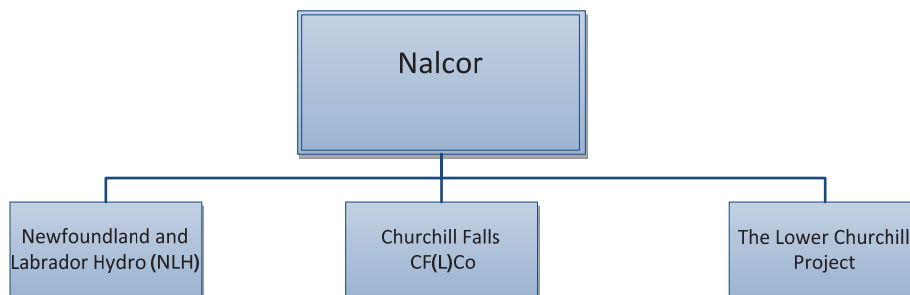 Nalcor
Newfoundland and
Labrador Hydro (NLH)
Churchill Falls
CF(L)Co
The Lower Churchill
Project